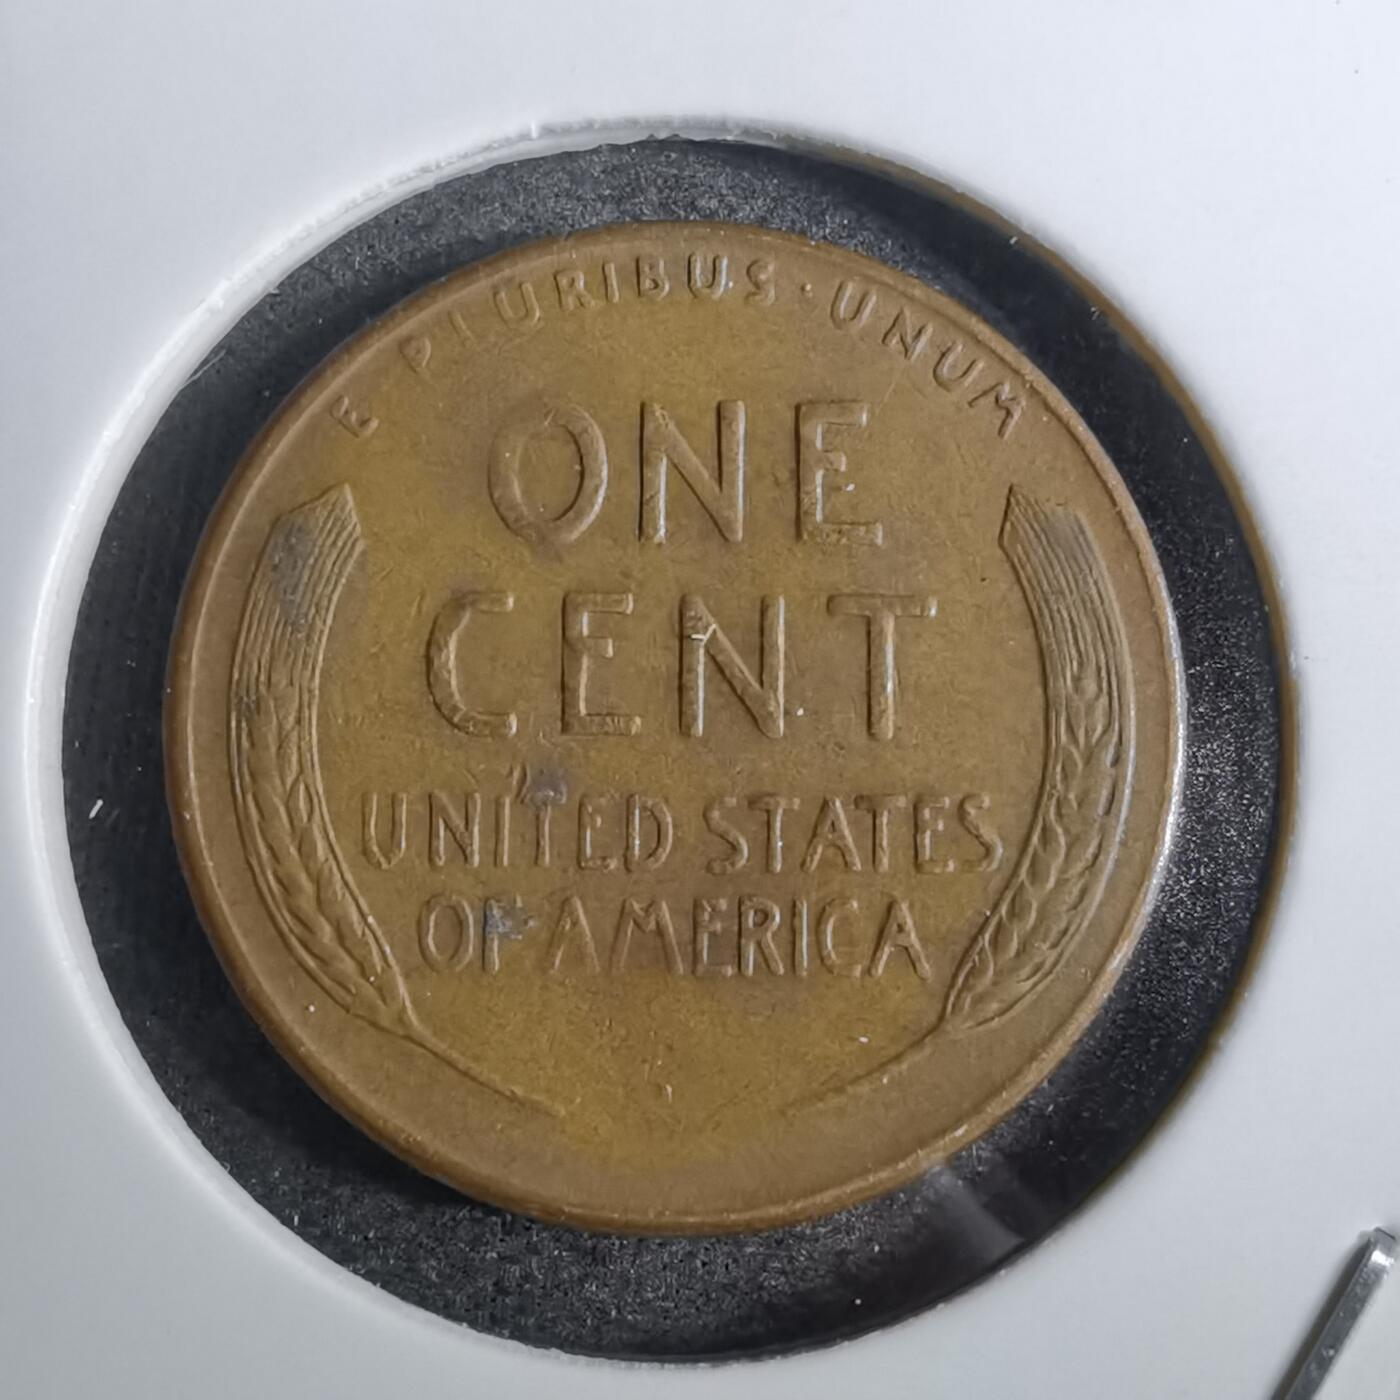 E PLURIBUS · UNUM
ONE
CENT
UNITED STATES
OF AMERICA